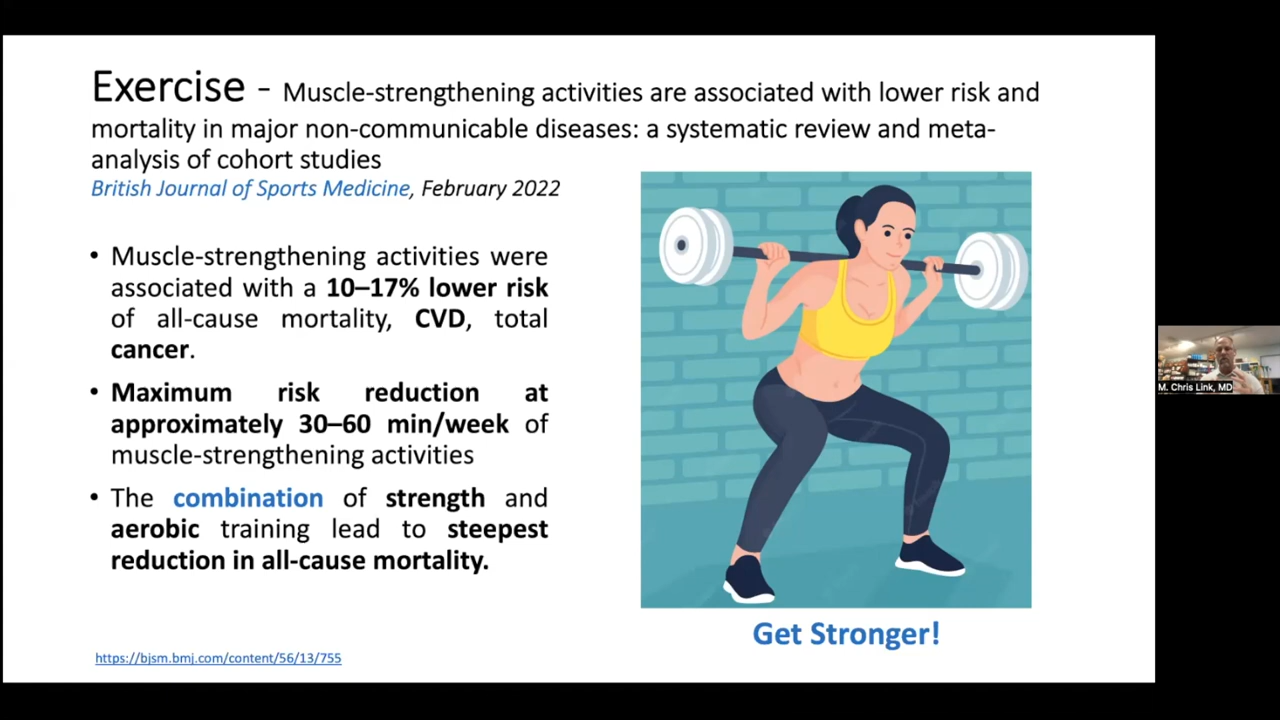 Exercise - Muscle-strengthening activities are associated with lower risk and
mortality in major non-communicable diseases: a systematic review and meta-
analysis of cohort studies
British Journal of Sports Medicine, February 2022
• Muscle-strengthening activities were
associated with a 10–17% lower risk
of all-cause mortality, CVD, total
cancer.
• Maximum risk reduction at
approximately 30–60 min/week of
muscle-strengthening activities
• The combination of strength and
aerobic training lead to steepest
reduction in all-cause mortality.
Get Stronger!
https://bjsm.bmj.com/content/56/13/755
M. Chris Link, MD